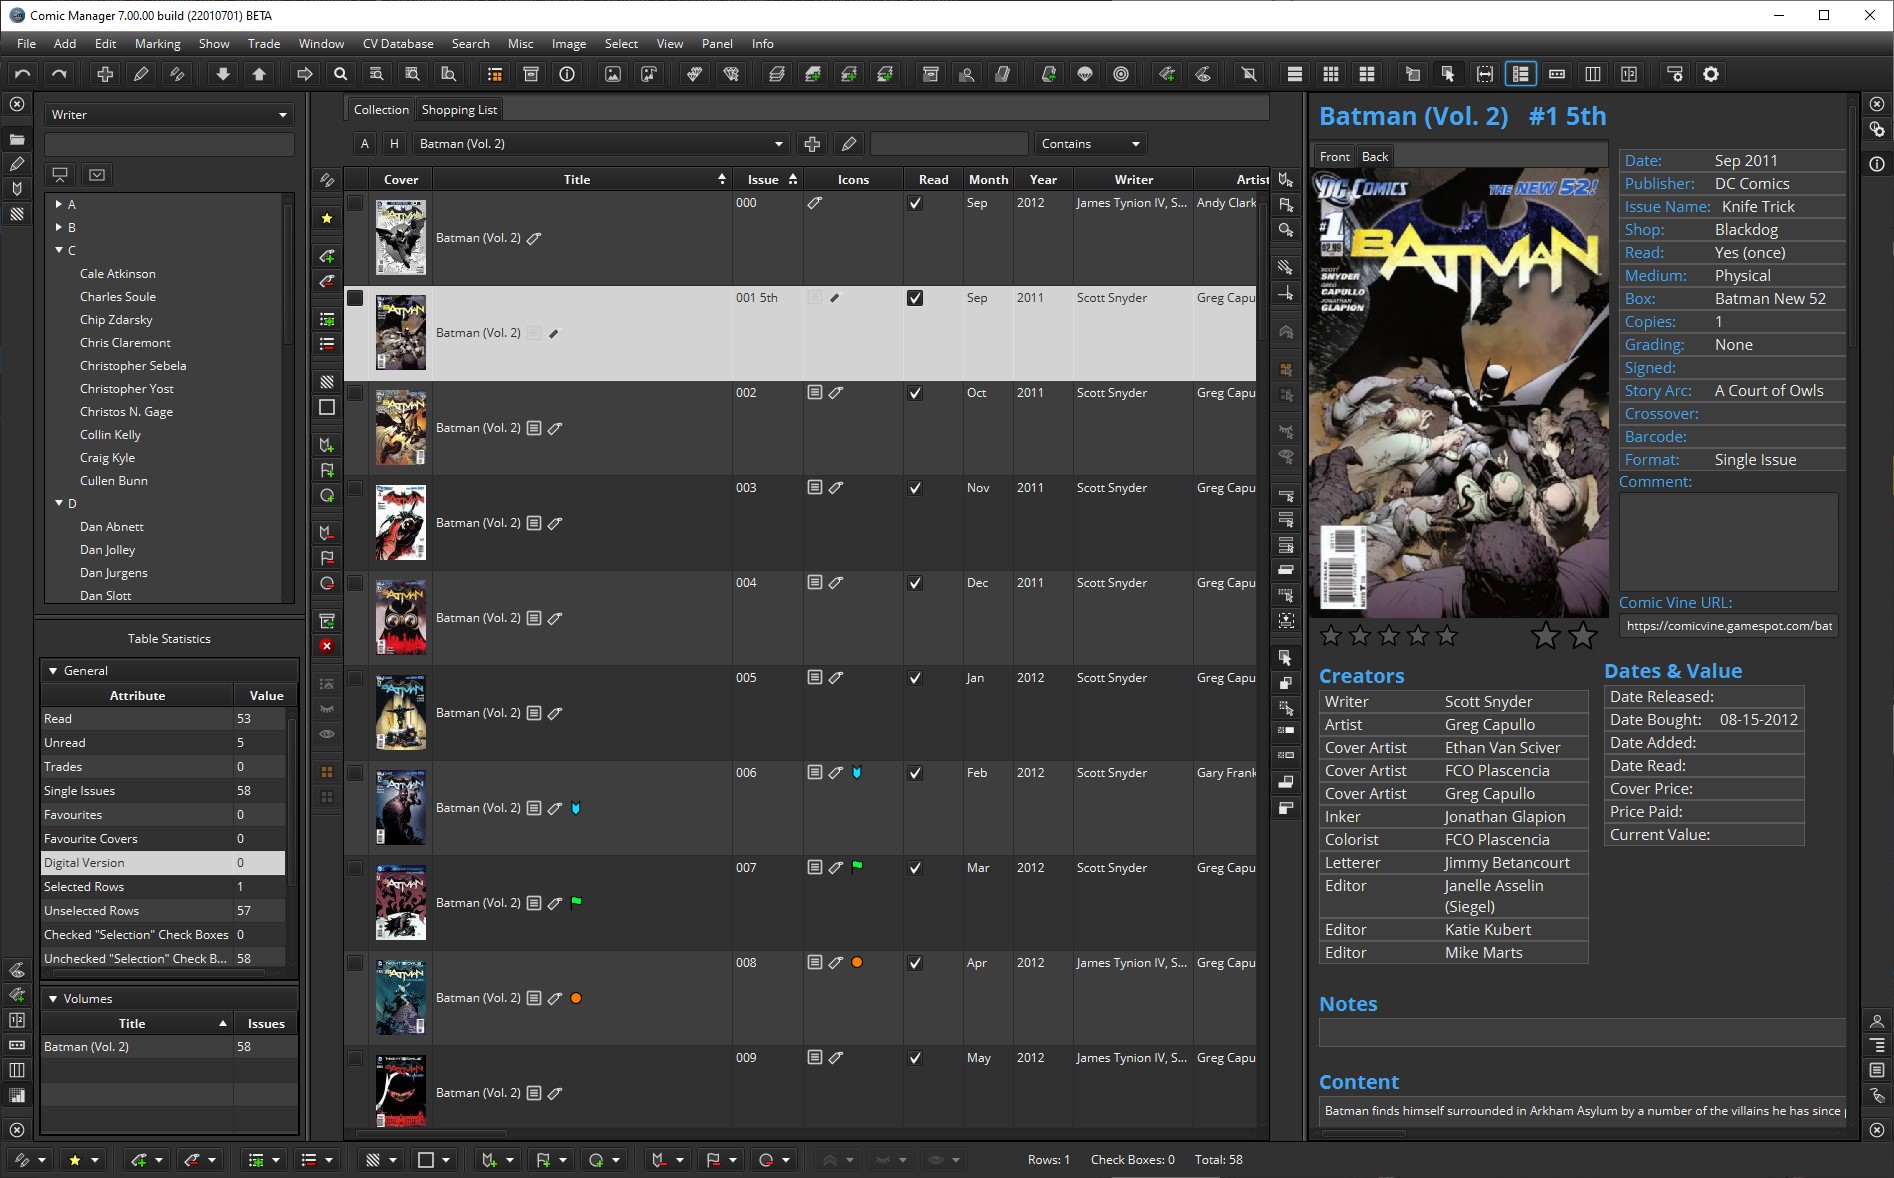 Comic Manager 7.00.00 build (22010701) BETA
File Add Edit Marking Show Trade Window CV Database Search Misc Image Select View Panel Info
Writer
A
B
C
Cale Atkinson
Charles Soule
Chip Zdarsky
Chris Claremont
Christopher Sebela
Christopher Yost
Christos N. Gage
Collin Kelly
Craig Kyle
Cullen Bunn
D
Dan Abnett
Dan Jolley
Dan Jurgens
Dan Slott
Table Statistics
General
Attribute Value
Read 53
Unread 5
Trades 0
Single Issues 58
Favourites 0
Favourite Covers 0
Digital Version 0
Selected Rows 1
Unselected Rows 57
Checked "Selection" Check Boxes 0
Unchecked "Selection" Check B... 58
Volumes
Title Issues
Batman (Vol. 2) 58
Collection Shopping List
A H Batman (Vol. 2) Contains
Cover Title Issue Icons Read Month Year Writer Artist
Batman (Vol. 2) 000 Sep 2012 James Tynion IV, S... Andy Clark
Batman (Vol. 2) 001 5th Sep 2011 Scott Snyder Greg Capu
Batman (Vol. 2) 002 Oct 2011 Scott Snyder Greg Capu
Batman (Vol. 2) 003 Nov 2011 Scott Snyder Greg Capu
Batman (Vol. 2) 004 Dec 2011 Scott Snyder Greg Capu
Batman (Vol. 2) 005 Jan 2012 Scott Snyder Greg Capu
Batman (Vol. 2) 006 Feb 2012 Scott Snyder Gary Frank
Batman (Vol. 2) 007 Mar 2012 Scott Snyder Greg Capu
Batman (Vol. 2) 008 Apr 2012 James Tynion IV, S... Greg Capu
Batman (Vol. 2) 009 May 2012 James Tynion IV, S... Greg Capu
Batman (Vol. 2) #1 5th
Front Back
DC COMICS THE NEW 52!
#1
$2.99
BATMAN
SCOTT
SNYDER
GREG
CAPULLO
JONATHAN
GLAPION
Date: Sep 2011
Publisher: DC Comics
Issue Name: Knife Trick
Shop: Blackdog
Read: Yes (once)
Medium: Physical
Box: Batman New 52
Copies: 1
Grading: None
Signed:
Story Arc: A Court of Owls
Crossover:
Barcode:
Format: Single Issue
Comment:
Comic Vine URL:
https://comicvine.gamespot.com/bat
Creators
Writer Scott Snyder
Artist Greg Capullo
Cover Artist Ethan Van Sciver
Cover Artist FCO Plascencia
Cover Artist Greg Capullo
Inker Jonathan Glapion
Colorist FCO Plascencia
Letterer Jimmy Betancourt
Editor Janelle Asselin
(Siegel)
Editor Katie Kubert
Editor Mike Marts
Dates & Value
Date Released:
Date Bought: 08-15-2012
Date Added:
Date Read:
Cover Price:
Price Paid:
Current Value:
Notes
Content
Batman finds himself surrounded in Arkham Asylum by a number of the villains he has since
Rows: 1 Check Boxes: 0 Total: 58